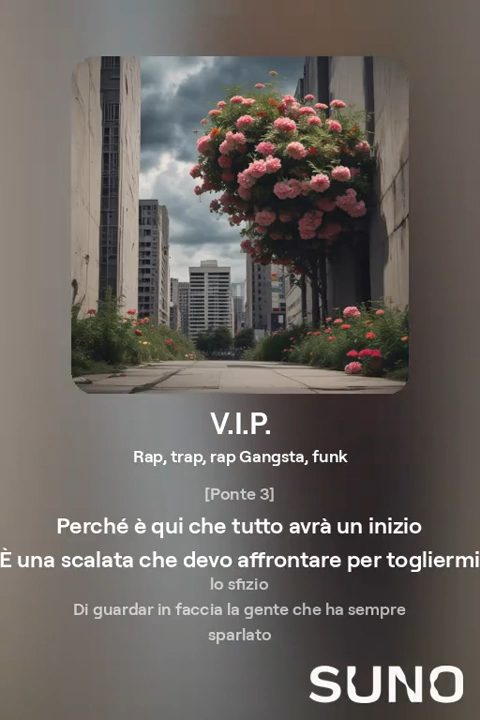 V.I.P.
Rap, trap, rap Gangsta, funk
[Ponte 3]
Perché è qui che tutto avrà un inizio
È una scalata che devo affrontare per togliermi
lo sfizio
Di guardar in faccia la gente che ha sempre
sparlato
SUNO